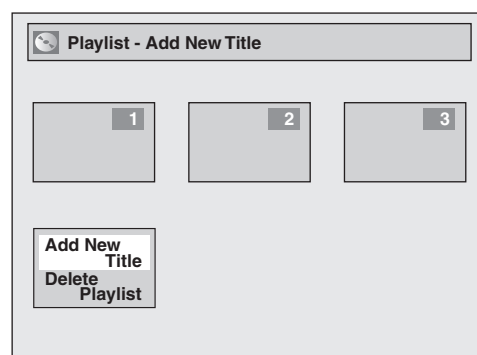 Playlist - Add New Title
1
2
3
Add New
Title
Delete
Playlist